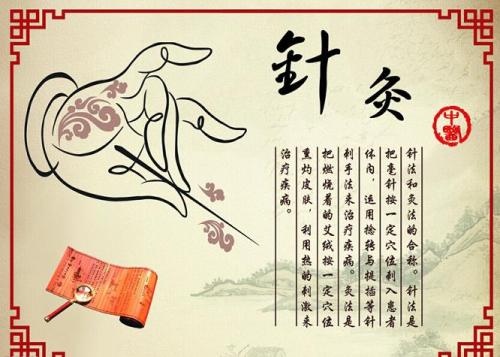 針灸
中醫
针法和灸法的合称。针法是
把毫针按一定穴位刺入患者
体内，运用捻转与提插等针
刺手法来治疗疾病。灸法是
把燃烧着的艾绒按一定穴位
熏灼皮肤，利用热的刺激来
治疗疾病。